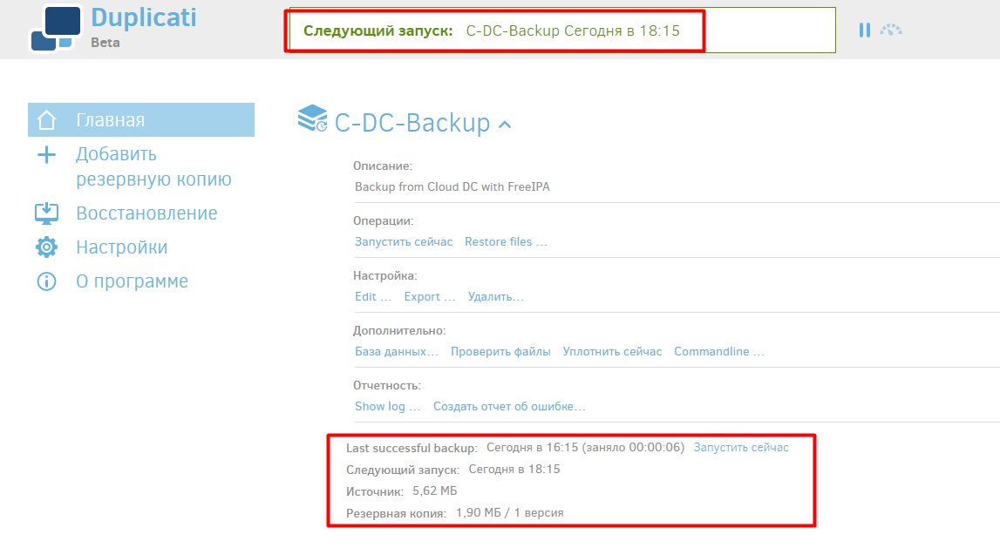 Duplicati
Beta
Следующий запуск: C-DC-Backup Сегодня в 18:15
Главная
Добавить
резервную копию
Восстановление
Настройки
О программе
C-DC-Backup
Описание:
Backup from Cloud DC with FreeIPA
Операции:
Запустить сейчас Restore files ...
Настройка:
Edit ... Export ... Удалить...
Дополнительно:
База данных... Проверить файлы Уплотнить сейчас Commandline ...
Отчетность:
Show log ... Создать отчет об ошибке...
Last successful backup: Сегодня в 16:15 (заняло 00:00:06) Запустить сейчас
Следующий запуск: Сегодня в 18:15
Источник: 5,62 МБ
Резервная копия: 1,90 МБ / 1 версия